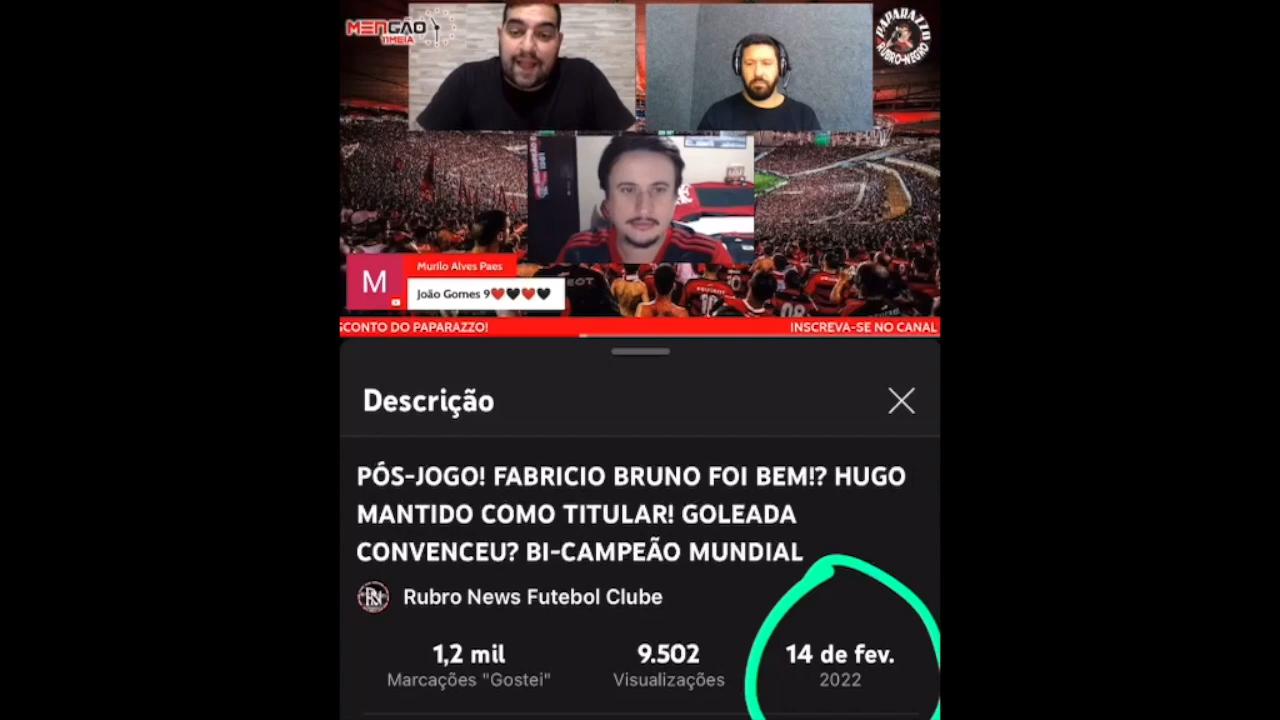 MENGÃO
11MEIA
PAPARAZZO
RUBRO-NEGRO
M
Murilo Alves Paes
João Gomes 9❤️🖤❤️🖤
SCONTO DO PAPARAZZO!
INSCREVA-SE NO CANAL
Descrição
PÓS-JOGO! FABRICIO BRUNO FOI BEM!? HUGO
MANTIDO COMO TITULAR! GOLEADA
CONVENCEU? BI-CAMPEÃO MUNDIAL
Rubro News Futebol Clube
1,2 mil
Marcações "Gostei"
9.502
Visualizações
14 de fev.
2022